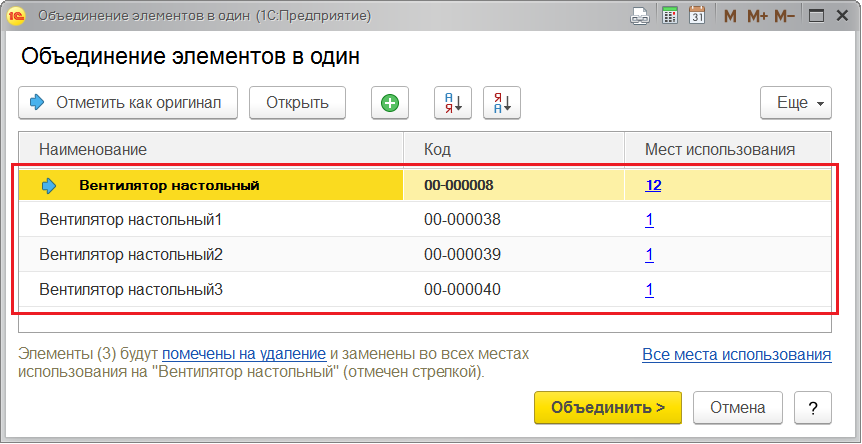 1С Объединение элементов в один (1С:Предприятие) 31 M M+ M-
Объединение элементов в один
Отметить как оригинал Открыть А Я Я А Еще
Наименование Код Мест использования
Вентилятор настольный 00-000008 12
Вентилятор настольный1 00-000038 1
Вентилятор настольный2 00-000039 1
Вентилятор настольный3 00-000040 1
Элементы (3) будут помечены на удаление и заменены во всех местах Все места использования
использования на "Вентилятор настольный" (отмечен стрелкой).
Объединить > Отмена ?